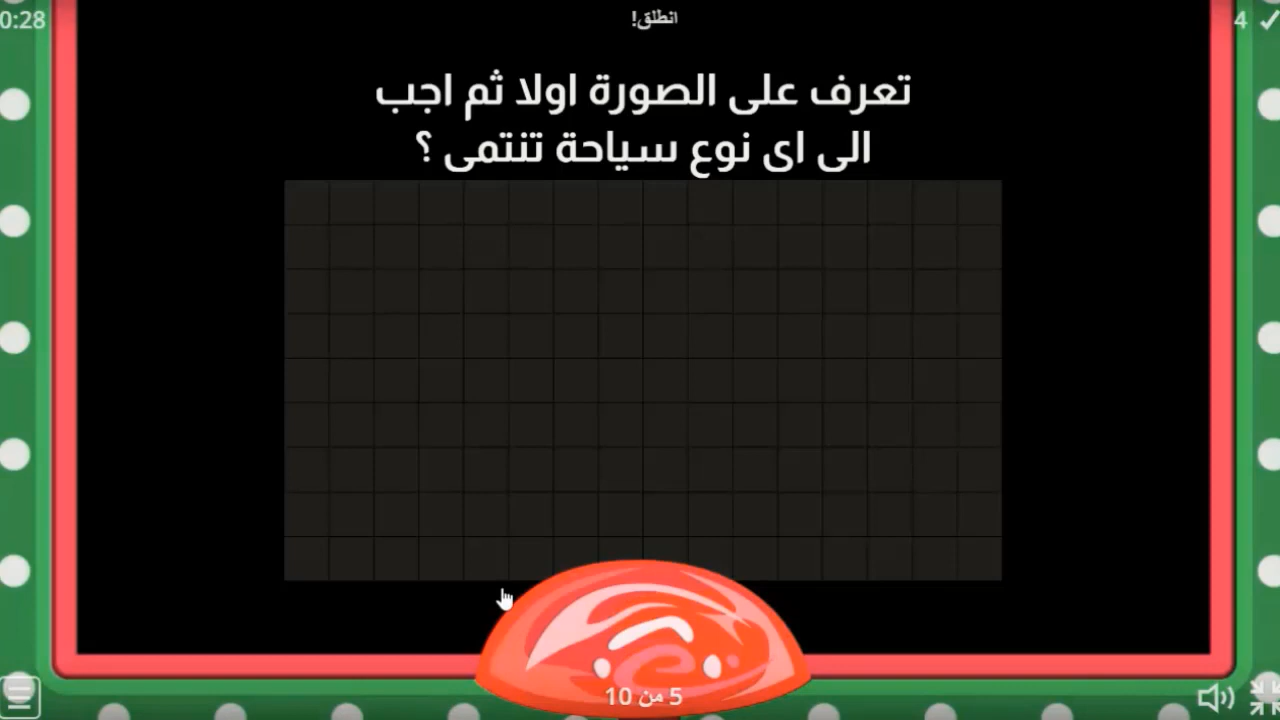 0:28
انطلق!
4
تعرف على الصورة اولا ثم اجب
الى اى نوع سياحة تنتمى ؟
5 من 10